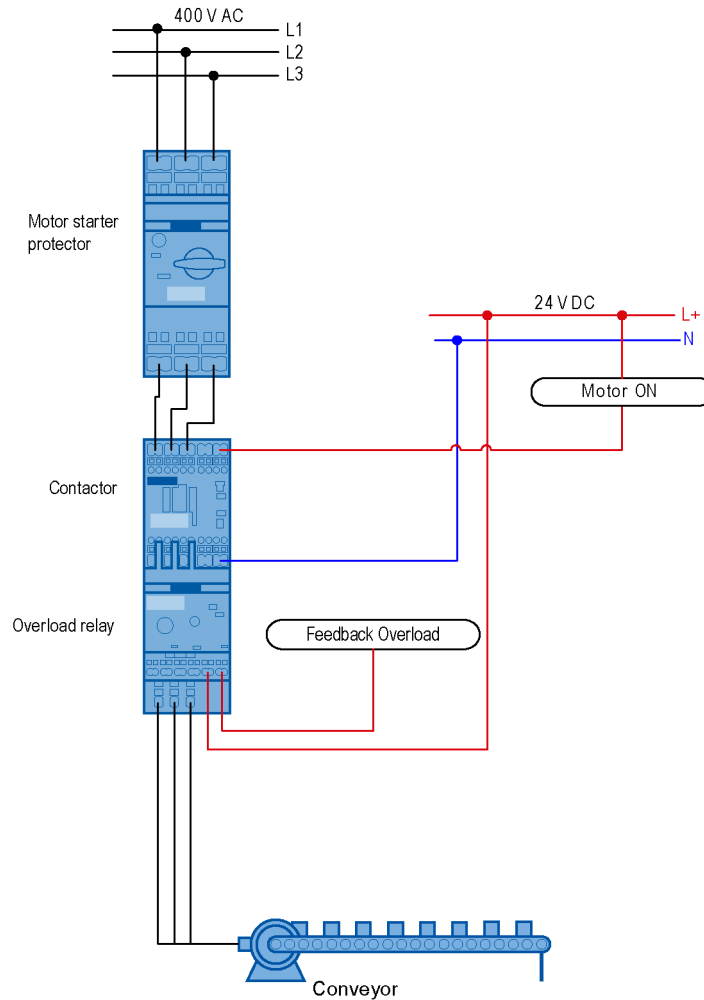 400 V AC
L1
L2
L3
Motor starter
protector
24 V DC
L+
N
Motor ON
Contactor
Overload relay
Feedback Overload
Conveyor